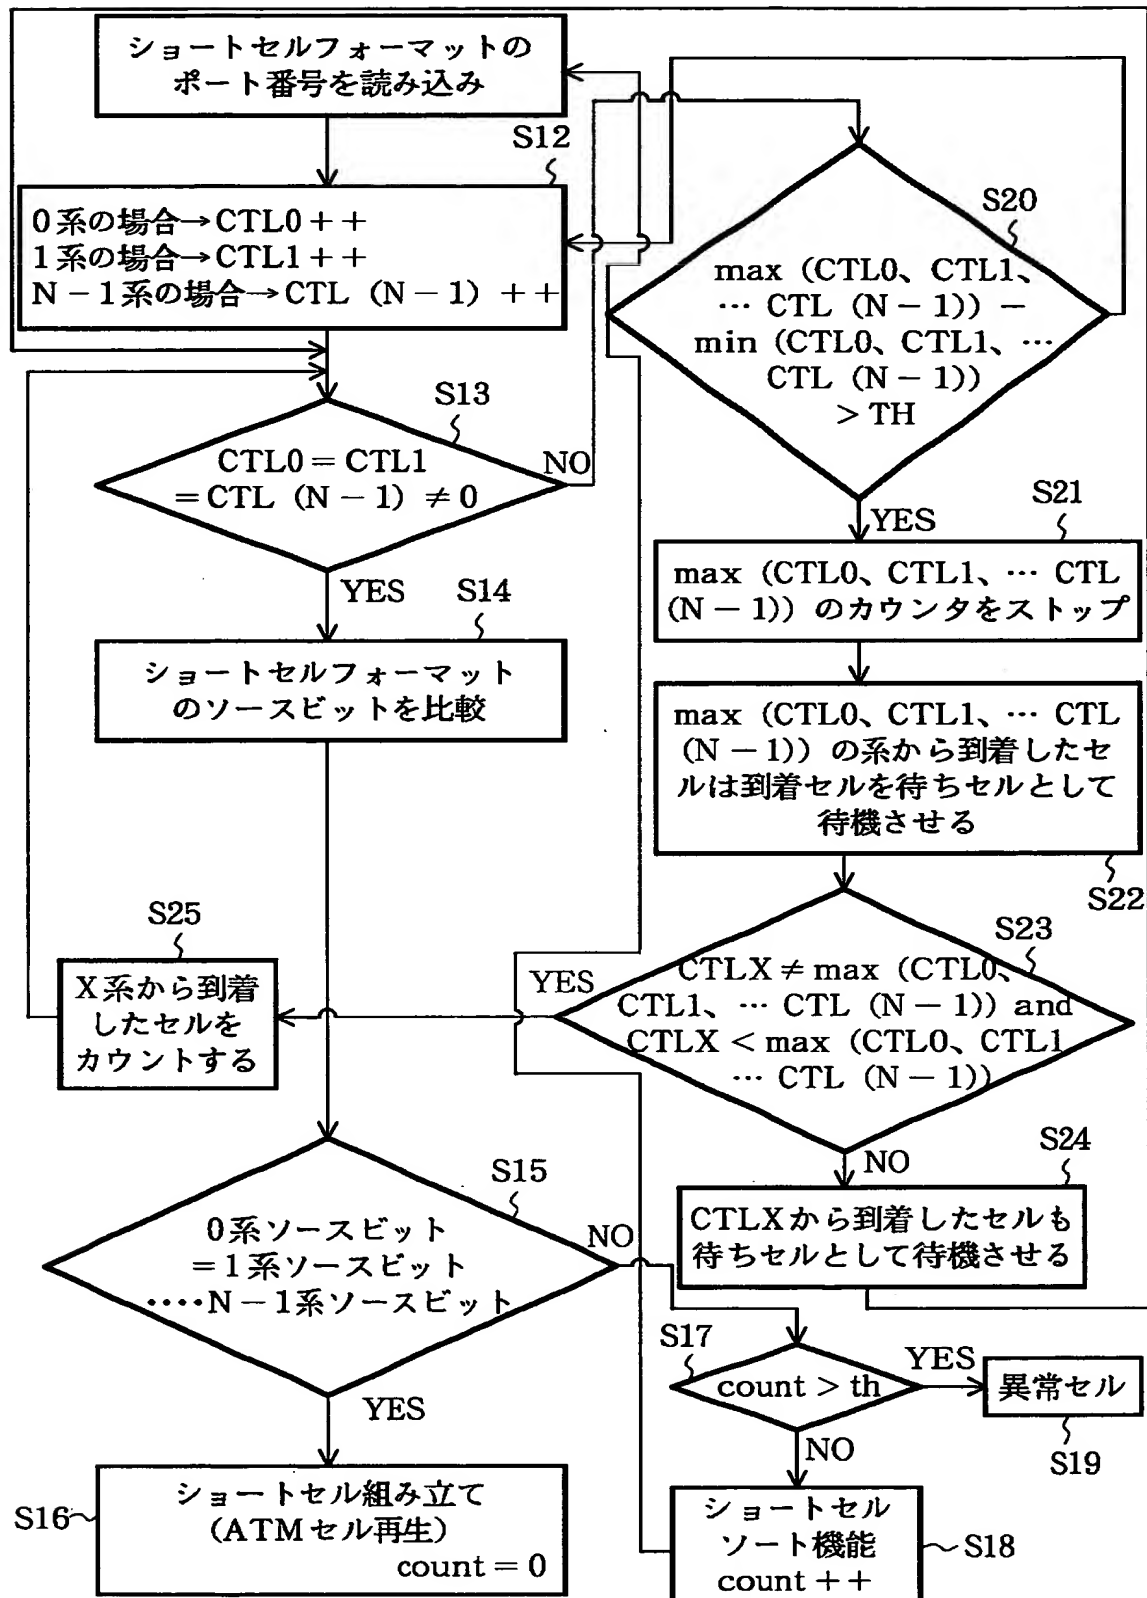 ショートセルフォーマットの
ポート番号を読み込み
S12
0系の場合→CTL0++
1系の場合→CTL1++
N-1系の場合→CTL (N-1) ++
S13
CTL0=CTL1
=CTL (N-1) ≠0
NO
YES
S14
ショートセルフォーマット
のソースビットを比較
S20
max (CTL0、CTL1、
… CTL (N-1)) -
min (CTL0、CTL1、…
CTL (N-1))
> TH
YES
S21
max (CTL0、CTL1、… CTL
(N-1)) のカウンタをストップ
max (CTL0、CTL1、… CTL
(N-1)) の系から到着したセ
ルは到着セルを待ちセルとして
待機させる
S22
S23
CTLX≠max (CTL0、
CTL1、… CTL (N-1)) and
CTLX<max (CTL0、CTL1
… CTL (N-1))
YES
S25
X系から到着
したセルを
カウントする
NO
S24
CTLXから到着したセルも
待ちセルとして待機させる
S15
0系ソースビット
=1系ソースビット
‥‥N-1系ソースビット
NO
YES
S16
ショートセル組み立て
(ATMセル再生)
count=0
S17
count>th
YES
異常セル
S19
NO
ショートセル
ソート機能
count++
S18